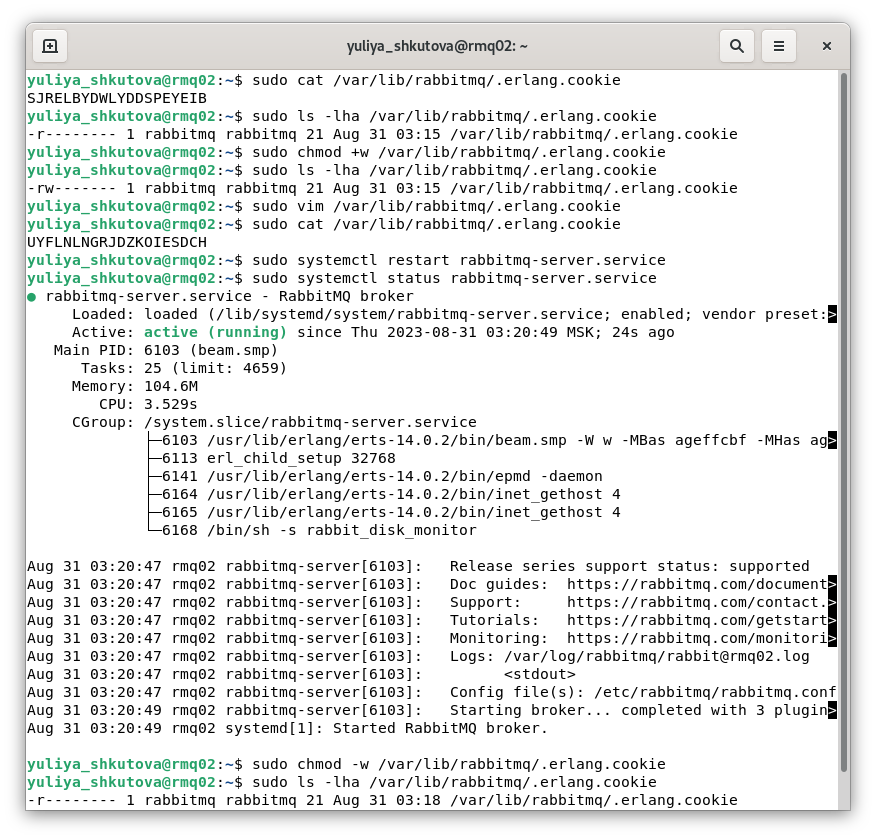 yuliya_shkutova@rmq02: ~
yuliya_shkutova@rmq02:~$ sudo cat /var/lib/rabbitmq/.erlang.cookie
SJRELBYDWLYDDSPEYEIB
yuliya_shkutova@rmq02:~$ sudo ls -lha /var/lib/rabbitmq/.erlang.cookie
-r-------- 1 rabbitmq rabbitmq 21 Aug 31 03:15 /var/lib/rabbitmq/.erlang.cookie
yuliya_shkutova@rmq02:~$ sudo chmod +w /var/lib/rabbitmq/.erlang.cookie
yuliya_shkutova@rmq02:~$ sudo ls -lha /var/lib/rabbitmq/.erlang.cookie
-rw------- 1 rabbitmq rabbitmq 21 Aug 31 03:15 /var/lib/rabbitmq/.erlang.cookie
yuliya_shkutova@rmq02:~$ sudo vim /var/lib/rabbitmq/.erlang.cookie
yuliya_shkutova@rmq02:~$ sudo cat /var/lib/rabbitmq/.erlang.cookie
UYFLNLNGRJDZKOIESDCH
yuliya_shkutova@rmq02:~$ sudo systemctl restart rabbitmq-server.service
yuliya_shkutova@rmq02:~$ sudo systemctl status rabbitmq-server.service
● rabbitmq-server.service - RabbitMQ broker
     Loaded: loaded (/lib/systemd/system/rabbitmq-server.service; enabled; vendor preset:>
     Active: active (running) since Thu 2023-08-31 03:20:49 MSK; 24s ago
   Main PID: 6103 (beam.smp)
      Tasks: 25 (limit: 4659)
     Memory: 104.6M
        CPU: 3.529s
     CGroup: /system.slice/rabbitmq-server.service
             ├─6103 /usr/lib/erlang/erts-14.0.2/bin/beam.smp -W w -MBas ageffcbf -MHas ag>
             ├─6113 erl_child_setup 32768
             ├─6141 /usr/lib/erlang/erts-14.0.2/bin/epmd -daemon
             ├─6164 /usr/lib/erlang/erts-14.0.2/bin/inet_gethost 4
             ├─6165 /usr/lib/erlang/erts-14.0.2/bin/inet_gethost 4
             └─6168 /bin/sh -s rabbit_disk_monitor
Aug 31 03:20:47 rmq02 rabbitmq-server[6103]:   Release series support status: supported
Aug 31 03:20:47 rmq02 rabbitmq-server[6103]:   Doc guides:  https://rabbitmq.com/document>
Aug 31 03:20:47 rmq02 rabbitmq-server[6103]:   Support:     https://rabbitmq.com/contact.>
Aug 31 03:20:47 rmq02 rabbitmq-server[6103]:   Tutorials:   https://rabbitmq.com/getstart>
Aug 31 03:20:47 rmq02 rabbitmq-server[6103]:   Monitoring:  https://rabbitmq.com/monitori>
Aug 31 03:20:47 rmq02 rabbitmq-server[6103]:   Logs: /var/log/rabbitmq/rabbit@rmq02.log
Aug 31 03:20:47 rmq02 rabbitmq-server[6103]:         <stdout>
Aug 31 03:20:47 rmq02 rabbitmq-server[6103]:   Config file(s): /etc/rabbitmq/rabbitmq.conf
Aug 31 03:20:49 rmq02 rabbitmq-server[6103]:   Starting broker... completed with 3 plugin>
Aug 31 03:20:49 rmq02 systemd[1]: Started RabbitMQ broker.
yuliya_shkutova@rmq02:~$ sudo chmod -w /var/lib/rabbitmq/.erlang.cookie
yuliya_shkutova@rmq02:~$ sudo ls -lha /var/lib/rabbitmq/.erlang.cookie
-r-------- 1 rabbitmq rabbitmq 21 Aug 31 03:18 /var/lib/rabbitmq/.erlang.cookie